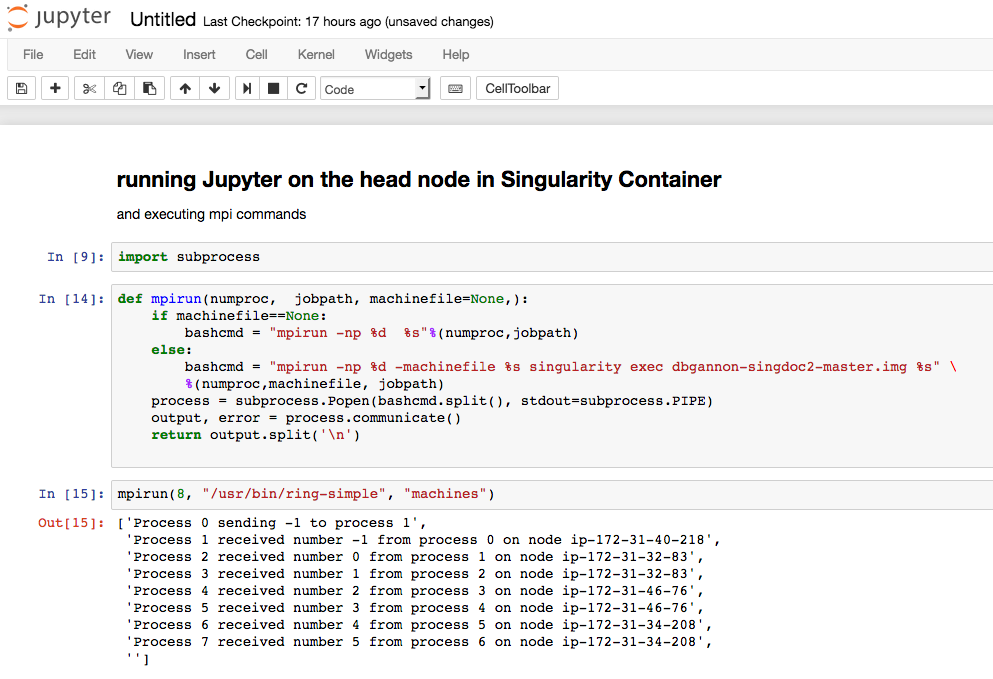 jupyter Untitled Last Checkpoint: 17 hours ago (unsaved changes)
File Edit View Insert Cell Kernel Widgets Help
Code CellToolbar
running Jupyter on the head node in Singularity Container
and executing mpi commands
In [9]: import subprocess
In [14]: def mpirun(numproc,  jobpath, machinefile=None,):
    if machinefile==None:
        bashcmd = "mpirun -np %d  %s"%(numproc,jobpath)
    else:
        bashcmd = "mpirun -np %d -machinefile %s singularity exec dbgannon-singdoc2-master.img %s" \
        %(numproc,machinefile, jobpath)
    process = subprocess.Popen(bashcmd.split(), stdout=subprocess.PIPE)
    output, error = process.communicate()
    return output.split('\n')
In [15]: mpirun(8, "/usr/bin/ring-simple", "machines")
Out[15]: ['Process 0 sending -1 to process 1',
'Process 1 received number -1 from process 0 on node ip-172-31-40-218',
'Process 2 received number 0 from process 1 on node ip-172-31-32-83',
'Process 3 received number 1 from process 2 on node ip-172-31-32-83',
'Process 4 received number 2 from process 3 on node ip-172-31-46-76',
'Process 5 received number 3 from process 4 on node ip-172-31-46-76',
'Process 6 received number 4 from process 5 on node ip-172-31-34-208',
'Process 7 received number 5 from process 6 on node ip-172-31-34-208',
'']